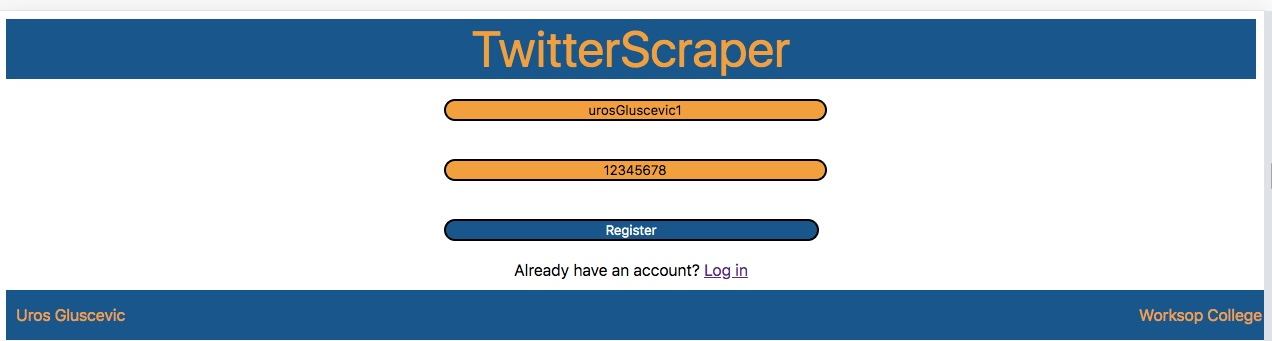 TwitterScraper
urosGluscevic1
12345678
Register
Already have an account? Log in
Uros Gluscevic
Worksop College